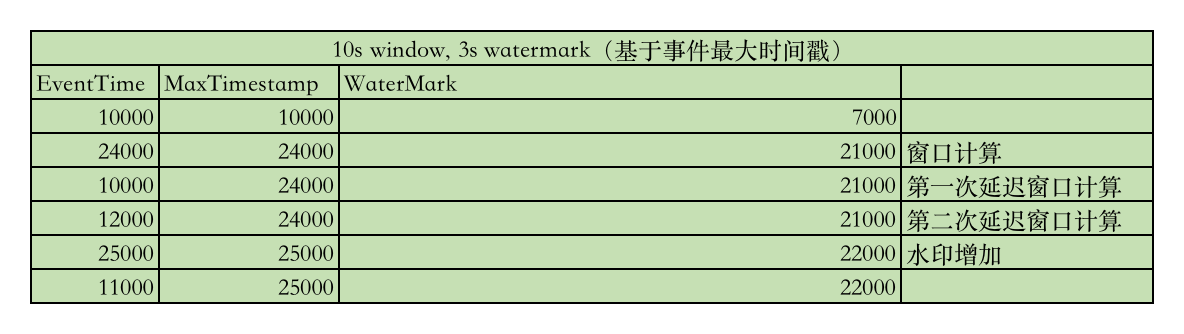 10s window, 3s watermark（基于事件最大时间戳）
EventTime MaxTimestamp WaterMark
10000 10000 7000
24000 24000 21000 窗口计算
10000 24000 21000 第一次延迟窗口计算
12000 24000 21000 第二次延迟窗口计算
25000 25000 22000 水印增加
11000 25000 22000